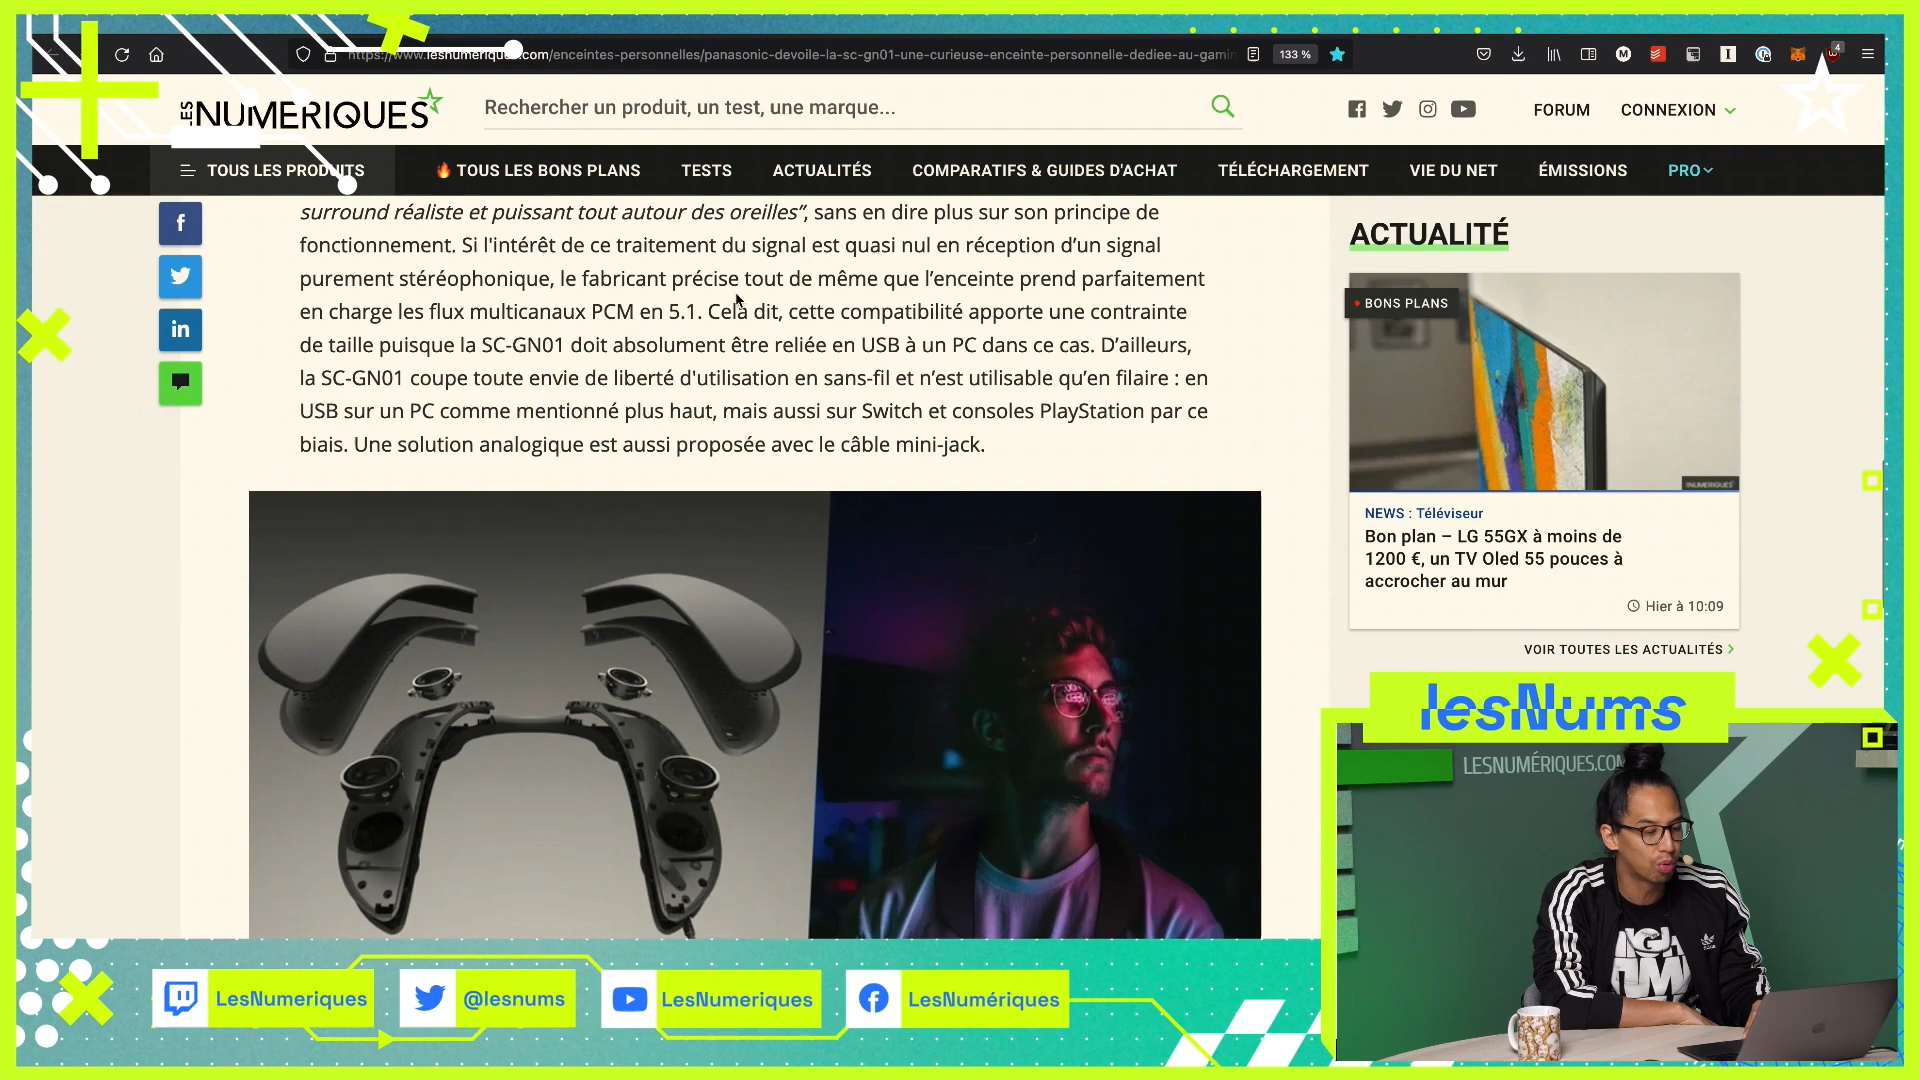 https://www.lesnumeriques.com/enceintes-personnelles/panasonic-devoile-la-sc-gn01-une-curieuse-enceinte-personnelle-dediee-au-gamin
133 %
4
LES NUMERIQUES
Rechercher un produit, un test, une marque...
FORUM
CONNEXION
TOUS LES PRODUITS
TOUS LES BONS PLANS
TESTS
ACTUALITÉS
COMPARATIFS & GUIDES D'ACHAT
TÉLÉCHARGEMENT
VIE DU NET
ÉMISSIONS
PRO
surround réaliste et puissant tout autour des oreilles”, sans en dire plus sur son principe de
fonctionnement. Si l'intérêt de ce traitement du signal est quasi nul en réception d’un signal
purement stéréophonique, le fabricant précise tout de même que l’enceinte prend parfaitement
en charge les flux multicanaux PCM en 5.1. Cela dit, cette compatibilité apporte une contrainte
de taille puisque la SC-GN01 doit absolument être reliée en USB à un PC dans ce cas. D’ailleurs,
la SC-GN01 coupe toute envie de liberté d'utilisation en sans-fil et n’est utilisable qu’en filaire : en
USB sur un PC comme mentionné plus haut, mais aussi sur Switch et consoles PlayStation par ce
biais. Une solution analogique est aussi proposée avec le câble mini-jack.
ACTUALITÉ
BONS PLANS
NEWS : Téléviseur
Bon plan – LG 55GX à moins de
1200 €, un TV Oled 55 pouces à
accrocher au mur
Hier à 10:09
VOIR TOUTES LES ACTUALITÉS
lesNums
LESNUMÉRIQUES.COM
LesNumeriques
@lesnums
LesNumeriques
LesNumériques